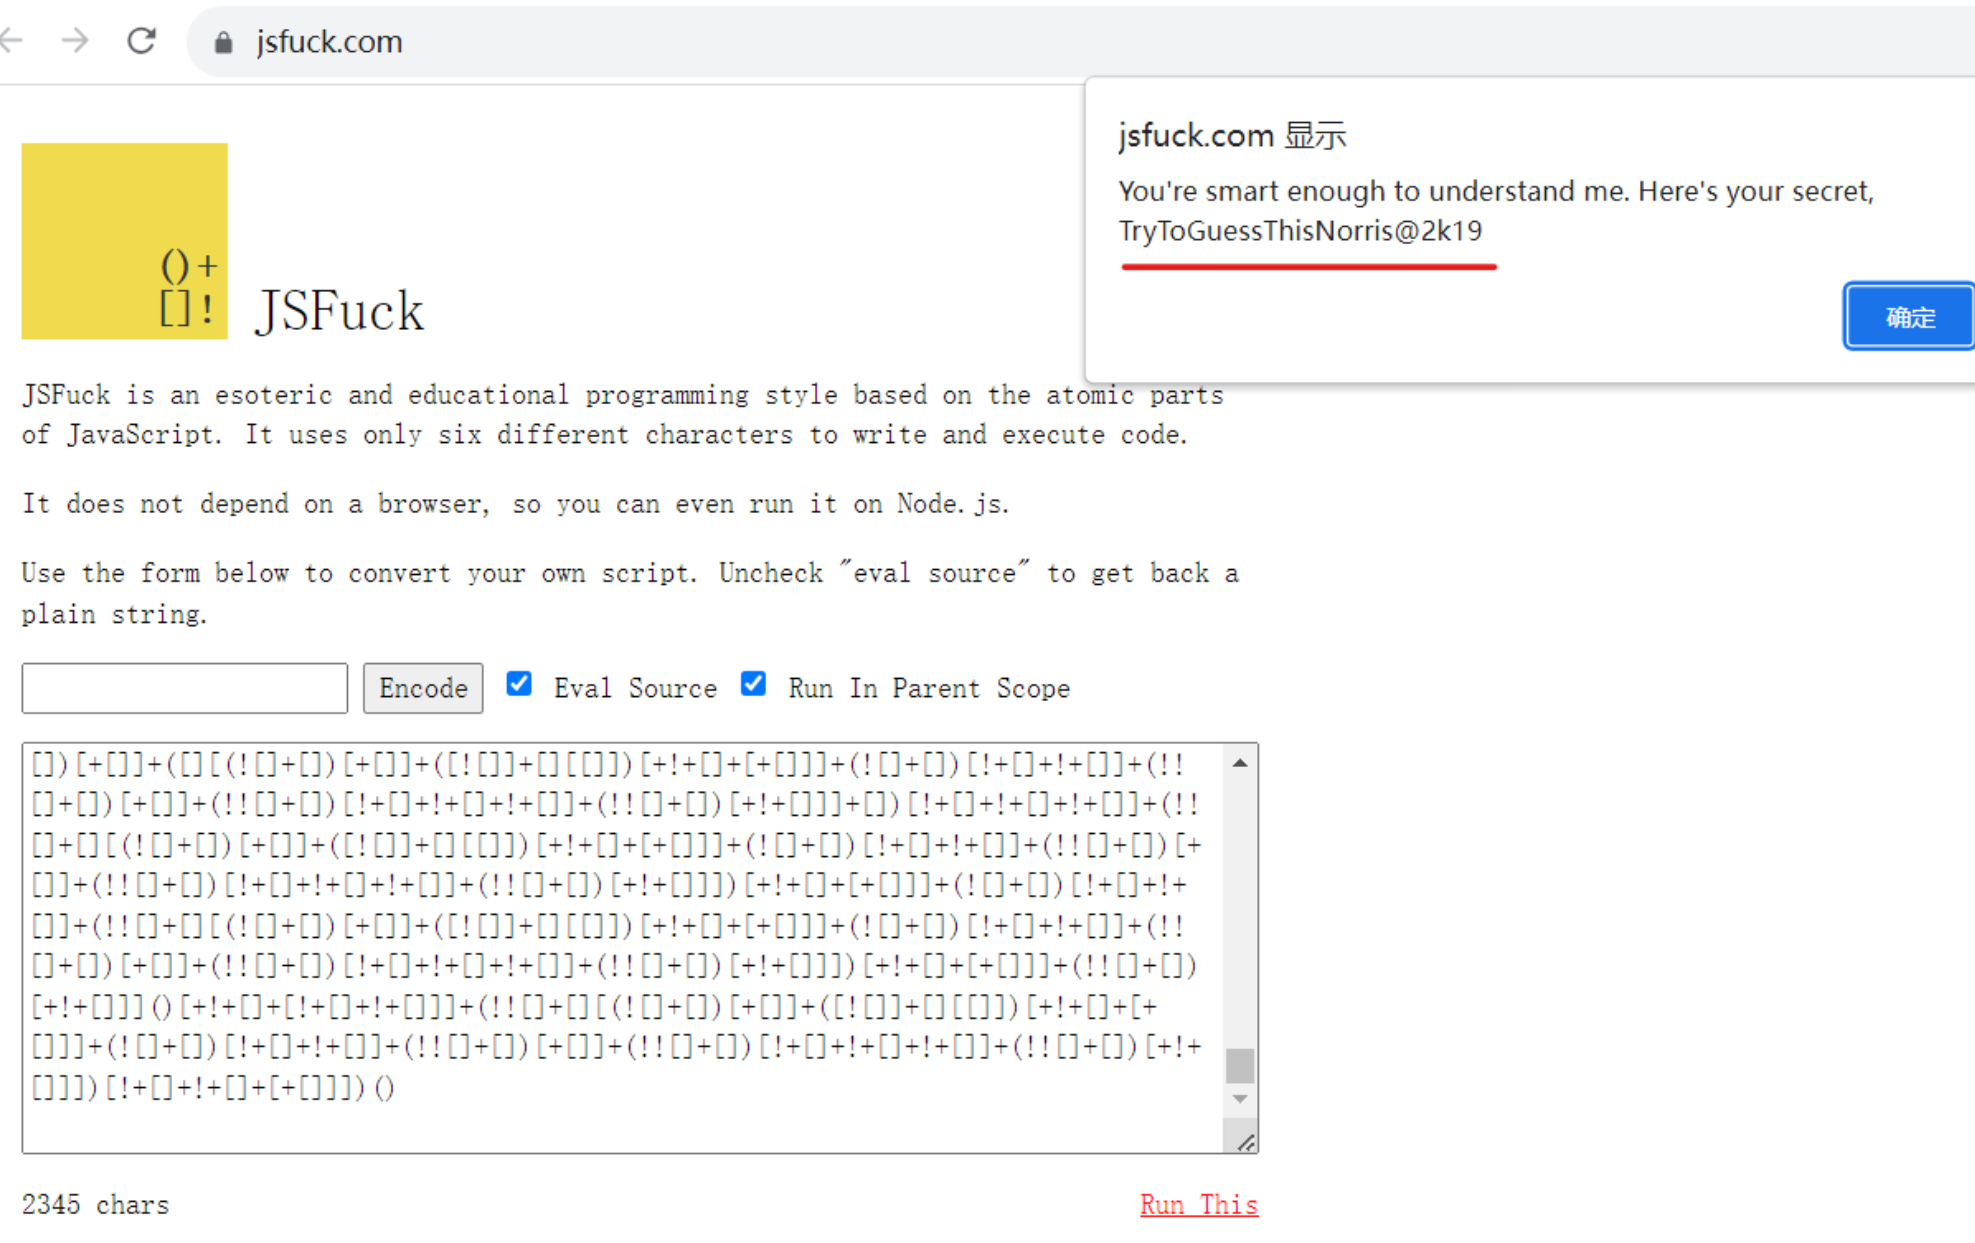 jsfuck.com
jsfuck.com 显示
You're smart enough to understand me. Here's your secret,
TryToGuessThisNorris@2k19
确定
()+
[]!
JSFuck
JSFuck is an esoteric and educational programming style based on the atomic parts
of JavaScript. It uses only six different characters to write and execute code.
It does not depend on a browser, so you can even run it on Node.js.
Use the form below to convert your own script. Uncheck "eval source" to get back a
plain string.
Encode Eval Source Run In Parent Scope
[])[+[]]+([][(![]+[])[+[]]+([![]]+[][[]])[+!+[]+[+[]]]+(![]+[])[!+[]+!+[]]+(!!
[]+[])[+[]]+(!![]+[])[!+[]+!+[]+!+[]]+(!![]+[])[+!+[]]]+[])[!+[]+!+[]+!+[]]+(!!
[]+[][(![]+[])[+[]]+([![]]+[][[]])[+!+[]+[+[]]]+(![]+[])[!+[]+!+[]]+(!![]+[])[+
[]]+(!![]+[])[!+[]+!+[]+!+[]]+(!![]+[])[+!+[]]])[+!+[]+[+[]]]+(![]+[])[!+[]+!+
[]]+(!![]+[][(![]+[])[+[]]+([![]]+[][[]])[+!+[]+[+[]]]+(![]+[])[!+[]+!+[]]+(!!
[]+[])[+[]]+(!![]+[])[!+[]+!+[]+!+[]]+(!![]+[])[+!+[]]])[+!+[]+[+[]]]+(!![]+[])
[+!+[]]]()[+!+[]+[!+[]+!+[]]]+(!![]+[][(![]+[])[+[]]+([![]]+[][[]])[+!+[]+[+
[]]]+(![]+[])[!+[]+!+[]]+(!![]+[])[+[]]+(!![]+[])[!+[]+!+[]+!+[]]+(!![]+[])[+!+
[]]])[!+[]+!+[]+[+[]]])()
2345 chars
Run This